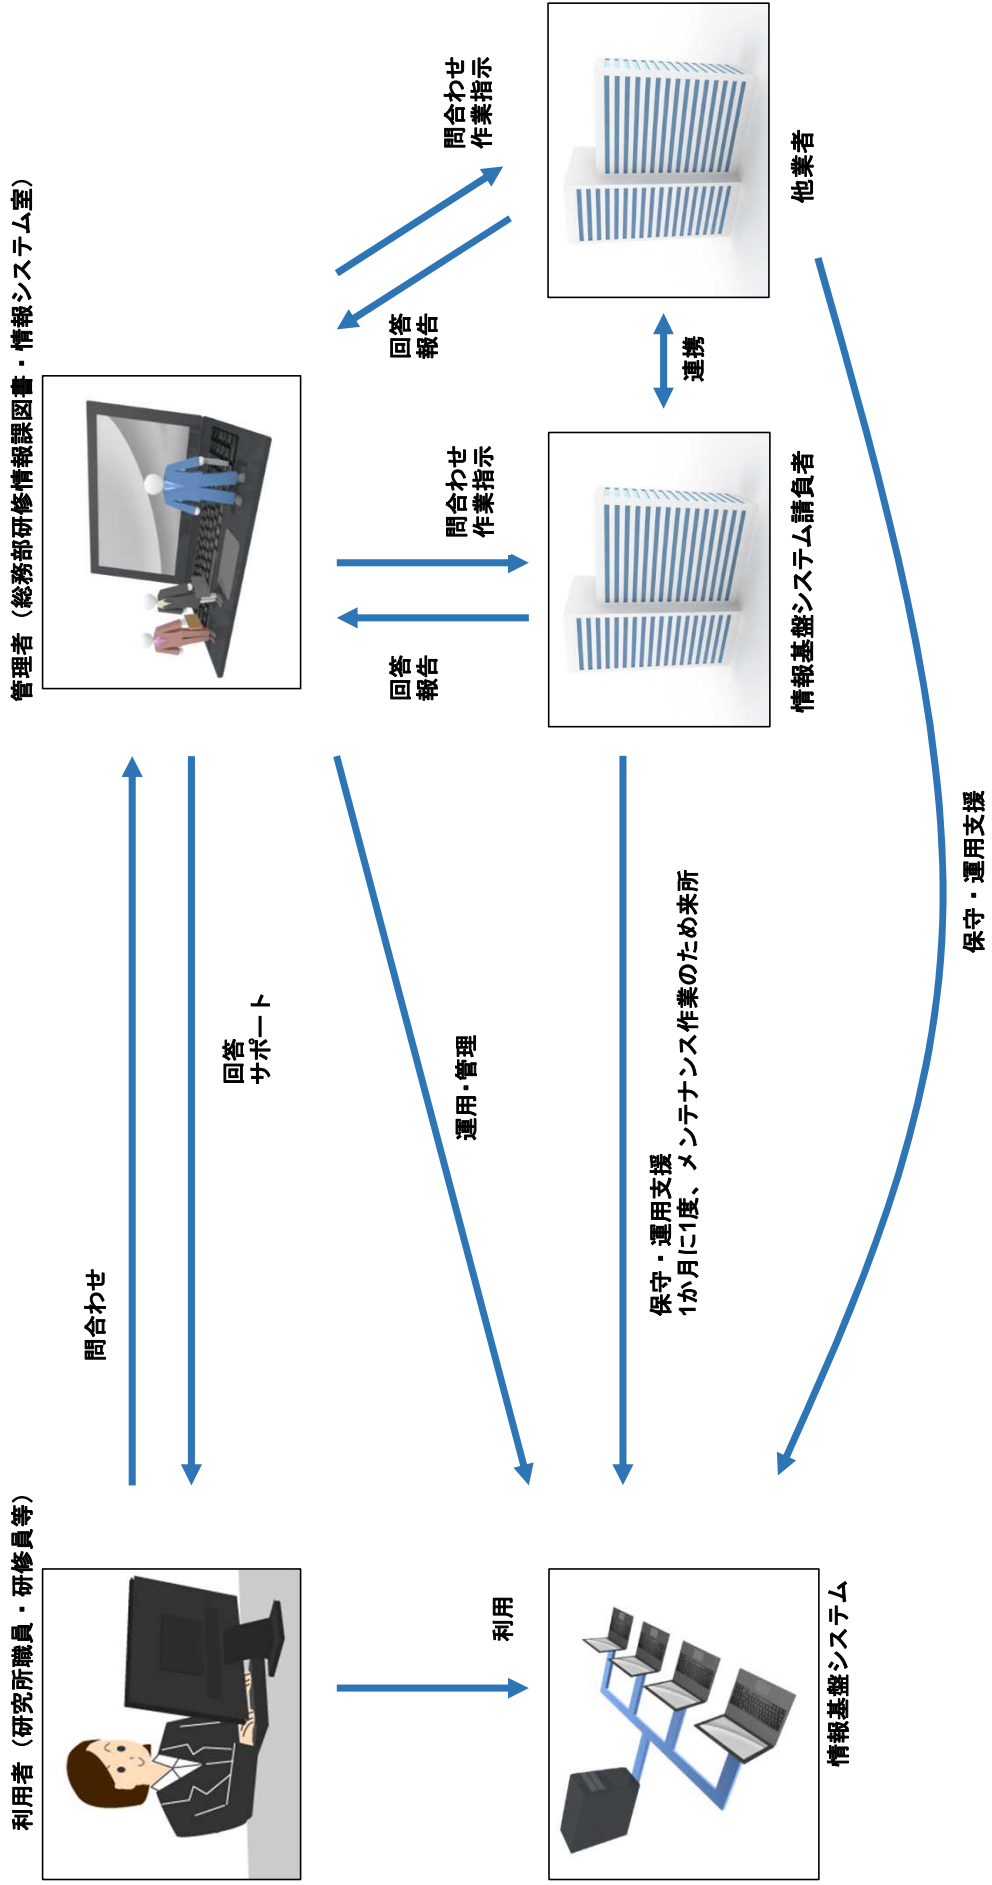 利用者（研究所職員・研修員等）
管理者（総務部研修情報課図書・情報システム室）
問合わせ
回答
サポート
回答
報告
問合わせ
作業指示
回答
報告
問合わせ
作業指示
利用
運用・管理
連携
保守・運用支援
1か月に1度、メンテナンス作業のため来所
情報基盤システム
情報基盤システム請負者
他業者
保守・運用支援